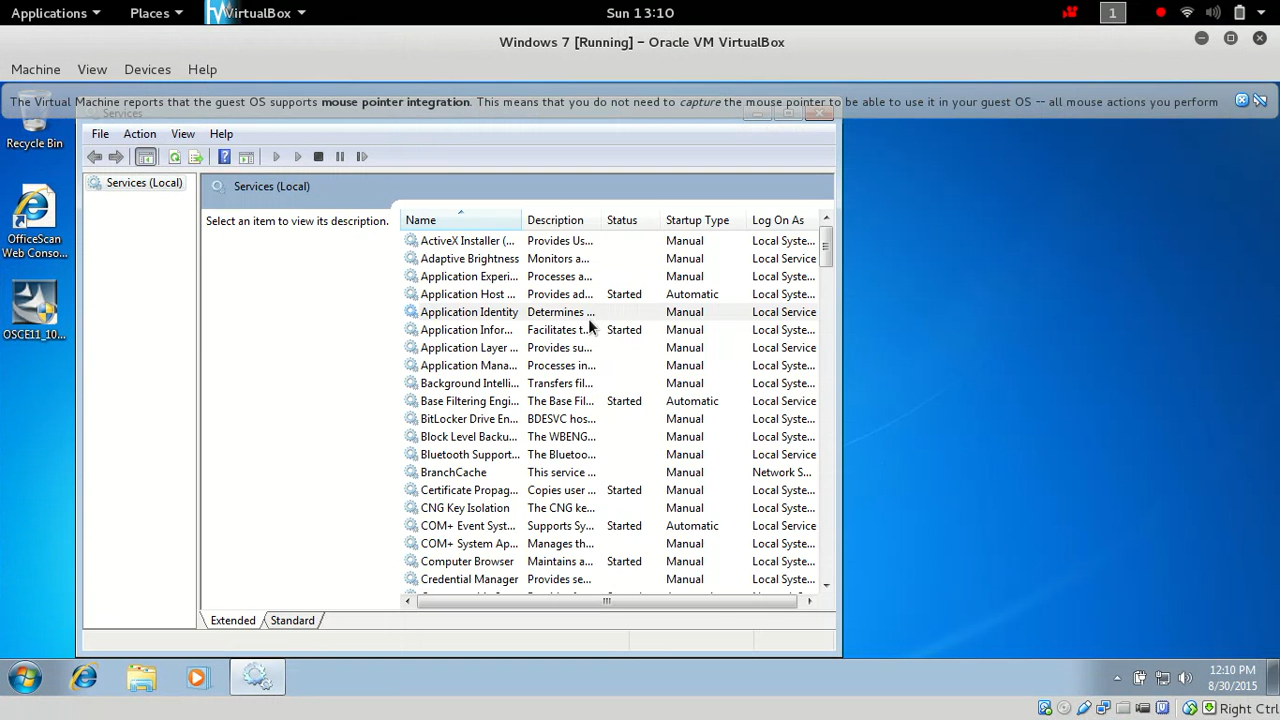 Applications Places VirtualBox Sun 13:10 1
Windows 7 [Running] - Oracle VM VirtualBox
Machine View Devices Help
The Virtual Machine reports that the guest OS supports mouse pointer integration. This means that you do not need to capture the mouse pointer to be able to use it in your guest OS -- all mouse actions you perform
Services
Recycle Bin
File Action View Help
Services (Local)
Services (Local)
OfficeScan
Web Conso...
OSCE11_10...
Select an item to view its description.
Name Description Status Startup Type Log On As
ActiveX Installer (... Provides Us... Manual Local Syste...
Adaptive Brightness Monitors a... Manual Local Service
Application Experi... Processes a... Manual Local Syste...
Application Host ... Provides ad... Started Automatic Local Syste...
Application Identity Determines ... Manual Local Service
Application Infor... Facilitates t... Started Manual Local Syste...
Application Layer ... Provides su... Manual Local Service
Application Mana... Processes in... Manual Local Syste...
Background Intelli... Transfers fil... Manual Local Syste...
Base Filtering Engi... The Base Fil... Started Automatic Local Service
BitLocker Drive En... BDESVC hos... Manual Local Syste...
Block Level Backu... The WBENG... Manual Local Syste...
Bluetooth Support... The Bluetoo... Manual Local Service
BranchCache This service ... Manual Network S...
Certificate Propag... Copies user ... Started Manual Local Syste...
CNG Key Isolation The CNG ke... Manual Local Syste...
COM+ Event Syst... Supports Sy... Started Automatic Local Service
COM+ System Ap... Manages th... Manual Local Syste...
Computer Browser Maintains a... Started Manual Local Syste...
Credential Manager Provides se... Manual Local Syste...
Extended Standard
12:10 PM
8/30/2015
Right Ctrl